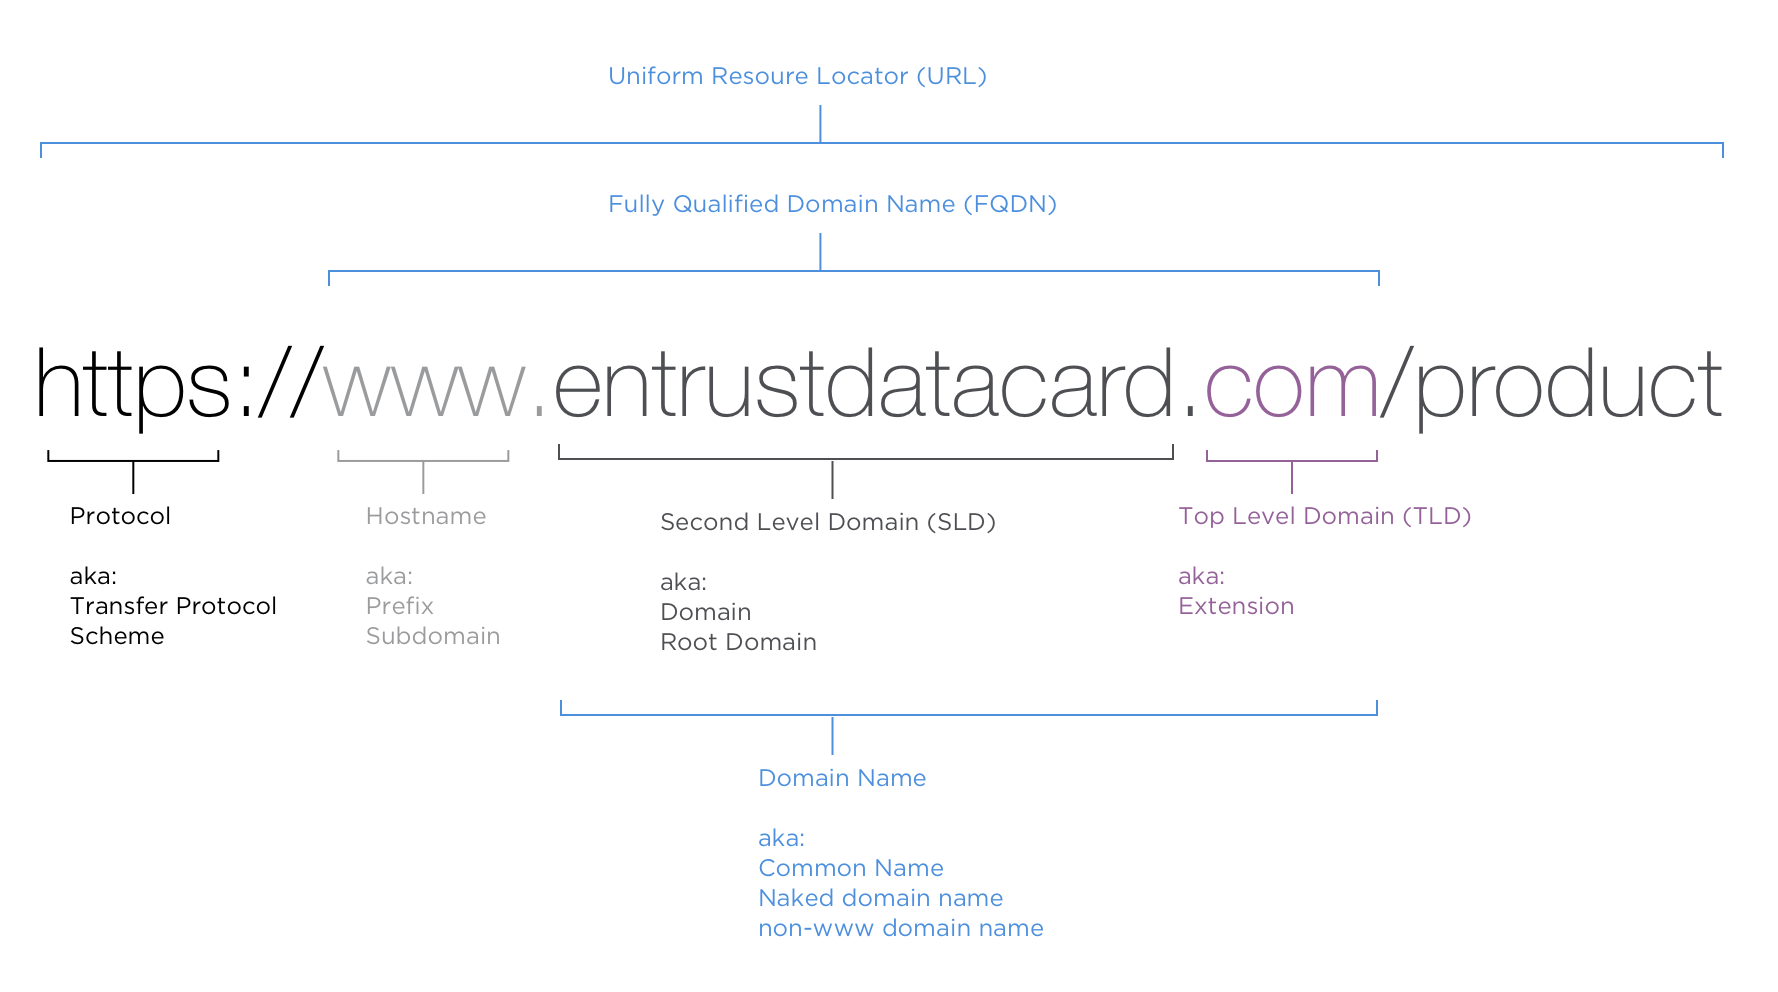 Uniform Resoure Locator (URL)
Fully Qualified Domain Name (FQDN)
https://www.entrustdatacard.com/product
Protocol
aka:
Transfer Protocol
Scheme
Hostname
aka:
Prefix
Subdomain
Second Level Domain (SLD)
aka:
Domain
Root Domain
Top Level Domain (TLD)
aka:
Extension
Domain Name
aka:
Common Name
Naked domain name
non-www domain name